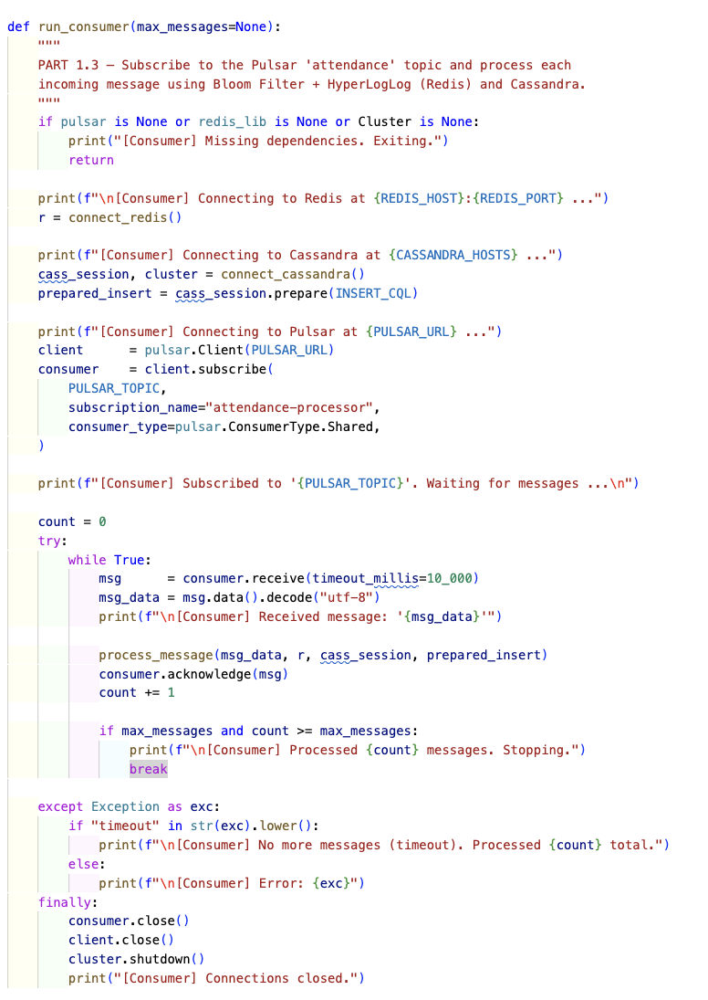 def run_consumer(max_messages=None):
    """
    PART 1.3 – Subscribe to the Pulsar 'attendance' topic and process each
    incoming message using Bloom Filter + HyperLogLog (Redis) and Cassandra.
    """
    if pulsar is None or redis_lib is None or Cluster is None:
        print("[Consumer] Missing dependencies. Exiting.")
        return

    print(f"\n[Consumer] Connecting to Redis at {REDIS_HOST}:{REDIS_PORT} ...")
    r = connect_redis()

    print(f"[Consumer] Connecting to Cassandra at {CASSANDRA_HOSTS} ...")
    cass_session, cluster = connect_cassandra()
    prepared_insert = cass_session.prepare(INSERT_CQL)

    print(f"[Consumer] Connecting to Pulsar at {PULSAR_URL} ...")
    client      = pulsar.Client(PULSAR_URL)
    consumer    = client.subscribe(
        PULSAR_TOPIC,
        subscription_name="attendance-processor",
        consumer_type=pulsar.ConsumerType.Shared,
    )

    print(f"[Consumer] Subscribed to '{PULSAR_TOPIC}'. Waiting for messages ...\n")

    count = 0
    try:
        while True:
            msg      = consumer.receive(timeout_millis=10_000)
            msg_data = msg.data().decode("utf-8")
            print(f"\n[Consumer] Received message: '{msg_data}'")

            process_message(msg_data, r, cass_session, prepared_insert)
            consumer.acknowledge(msg)
            count += 1

            if max_messages and count >= max_messages:
                print(f"\n[Consumer] Processed {count} messages. Stopping.")
                break

    except Exception as exc:
        if "timeout" in str(exc).lower():
            print(f"\n[Consumer] No more messages (timeout). Processed {count} total.")
        else:
            print(f"\n[Consumer] Error: {exc}")
    finally:
        consumer.close()
        client.close()
        cluster.shutdown()
        print("[Consumer] Connections closed.")